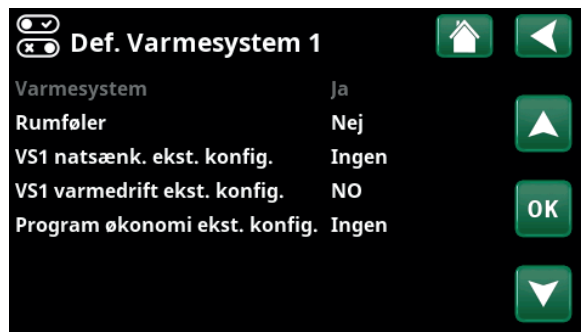 Def. Varmesystem 1
Varmesystem Ja
Rumføler Nej
VS1 natsænk. ekst. konfig. Ingen
VS1 varmedrift ekst. konfig. NO
Program økonomi ekst. konfig. Ingen
OK